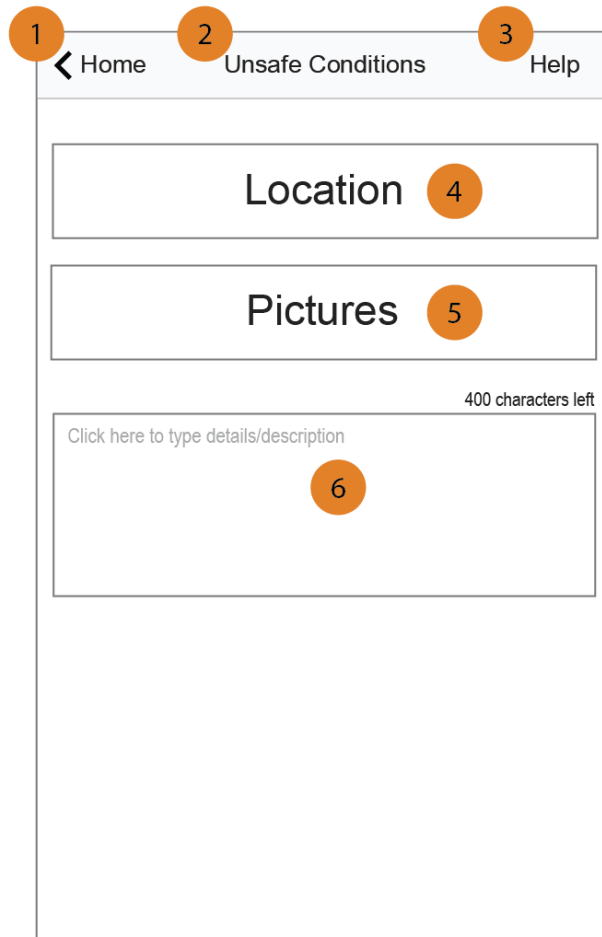 1 2 3
Home Unsafe Conditions Help
Location 4
Pictures 5
400 characters left
Click here to type details/description
6